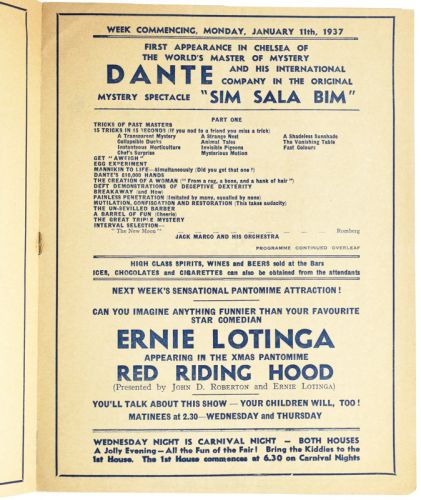 WEEK COMMENCING, MONDAY, JANUARY 11th, 1937
FIRST APPEARANCE IN CHELSEA OF
THE WORLD'S MASTER OF MYSTERY
DANTE AND HIS INTERNATIONAL
COMPANY IN THE ORIGINAL
MYSTERY SPECTACLE "SIM SALA BIM"
PART ONE
TRICKS OF PAST MASTERS
15 TRICKS IN 15 SECONDS (If you nod to a friend you miss a trick)
A Transparent Mystery A Strange Nest A Shadeless Sunshade
Collapsible Ducks Animal Tales The Vanishing Table
Instantaneous Horticulture Invisible Pigeons Fast Colours
Chef's Surprise Mysterious Motion
GET "AWEIGH"
EGG EXPERIMENT
MANNIKIN TO LIFE—Simultaneously (Did you get that one?)
DANTE'S $10,000 HANDS
THE CREATION OF A WOMAN ("From a rag, a bone, and a hank of hair")
DEFT DEMONSTRATIONS OF DECEPTIVE DEXTERITY
BREAKAWAY (and How)
PAINLESS PENETRATION (Imitated by many, equalled by none)
MUTILATION, CONFISCATION AND RESTORATION (This takes audacity)
THE UN-SEVILLED BARBER
A BARREL OF FUN (Cheerio)
THE GREAT TRIPLE MYSTERY
INTERVAL SELECTION—
"The New Moon" — — — — — — — Romberg
JACK MARCO AND HIS ORCHESTRA
PROGRAMME CONTINUED OVERLEAF
HIGH CLASS SPIRITS, WINES and BEERS sold at the Bars
ICES, CHOCOLATES and CIGARETTES can also be obtained from the attendants
NEXT WEEK'S SENSATIONAL PANTOMIME ATTRACTION!
CAN YOU IMAGINE ANYTHING FUNNIER THAN YOUR FAVOURITE
STAR COMEDIAN
ERNIE LOTINGA
APPEARING IN THE XMAS PANTOMIME
RED RIDING HOOD
(Presented by JOHN D. ROBERTON and ERNIE LOTINGA)
YOU'LL TALK ABOUT THIS SHOW — YOUR CHILDREN WILL, TOO!
MATINEES at 2.30—WEDNESDAY and THURSDAY
WEDNESDAY NIGHT IS CARNIVAL NIGHT - BOTH HOUSES
A Jolly Evening—All the Fun of the Fair! Bring the Kiddies to the
1st House. The 1st House commences at 6.30 on Carnival Nights